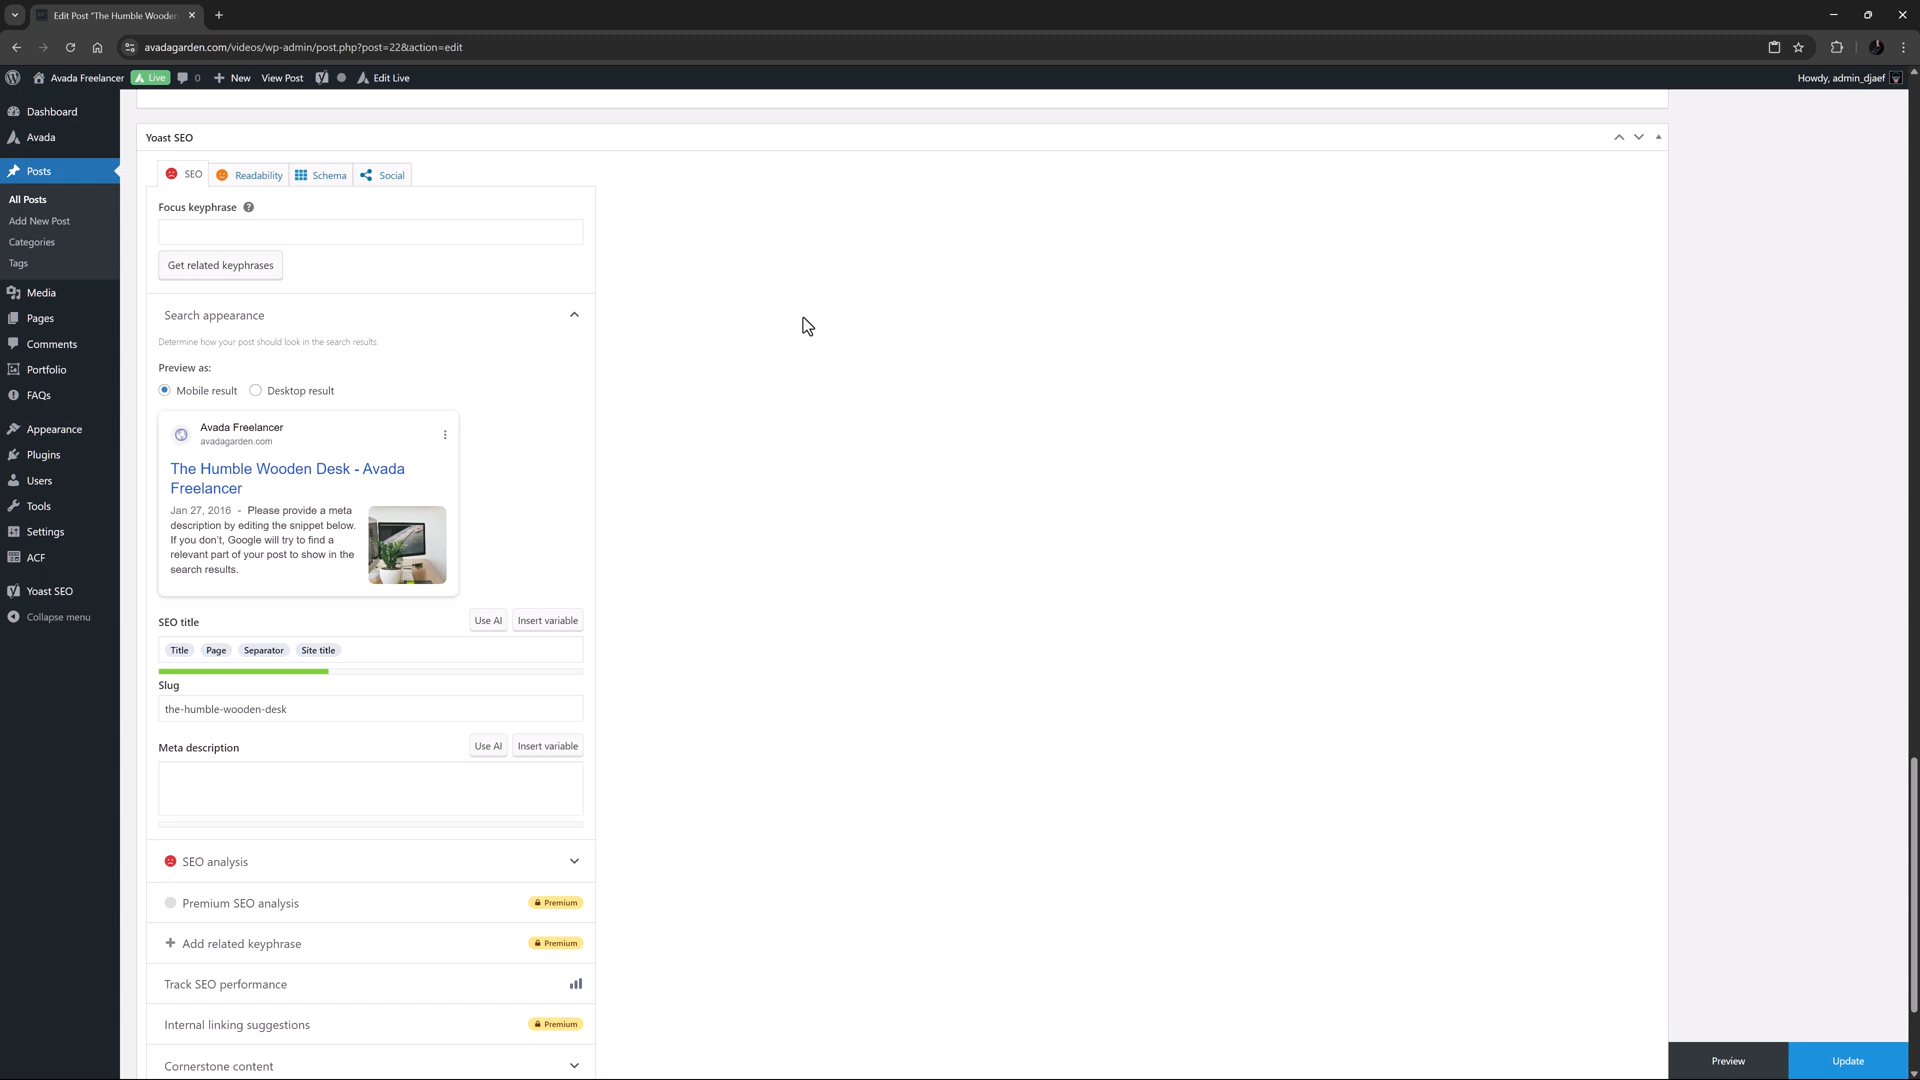 Edit Post "The Humble Wooden
avadagarden.com/videos/wp-admin/post.php?post=22&action=edit
Avada Freelancer
Live
0
New
View Post
Edit Live
Howdy, admin_djaef
Dashboard
Avada
Posts
All Posts
Add New Post
Categories
Tags
Media
Pages
Comments
Portfolio
FAQs
Appearance
Plugins
Users
Tools
Settings
ACF
Yoast SEO
Collapse menu
Yoast SEO
SEO
Readability
Schema
Social
Focus keyphrase
Get related keyphrases
Search appearance
Determine how your post should look in the search results.
Preview as:
Mobile result
Desktop result
Avada Freelancer
avadagarden.com
The Humble Wooden Desk - Avada
Freelancer
Jan 27, 2016 - Please provide a meta
description by editing the snippet below.
If you don't, Google will try to find a
relevant part of your post to show in the
search results.
SEO title
Use AI
Insert variable
Title
Page
Separator
Site title
Slug
the-humble-wooden-desk
Meta description
Use AI
Insert variable
SEO analysis
Premium SEO analysis
Premium
Add related keyphrase
Premium
Track SEO performance
Internal linking suggestions
Premium
Cornerstone content
Preview
Update